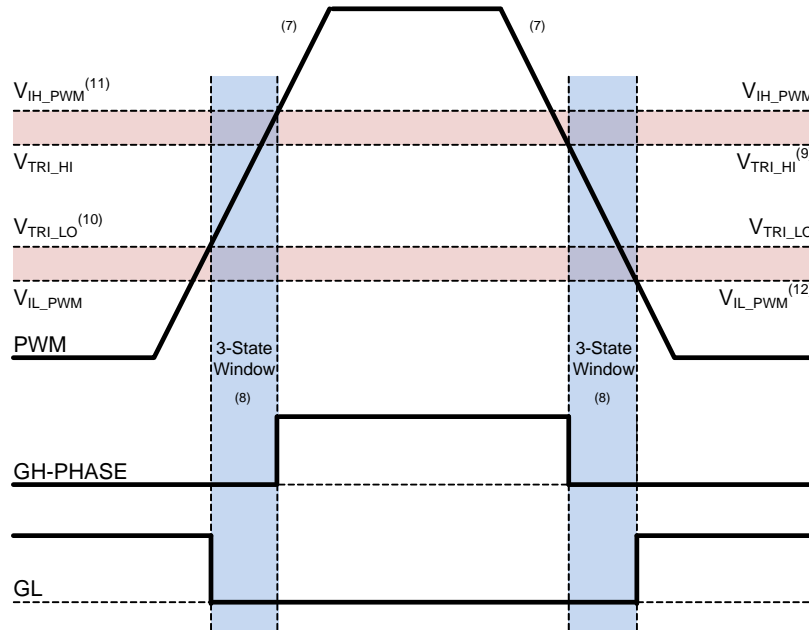 (7) (7)
V_IH_PWM(11) V_IH_PWM
V_TRI_HI V_TRI_HI(9
V_TRI_LO(10) V_TRI_LO
V_IL_PWM V_IL_PWM(12
PWM
3-State 3-State
Window Window
(8) (8)
GH-PHASE
GL